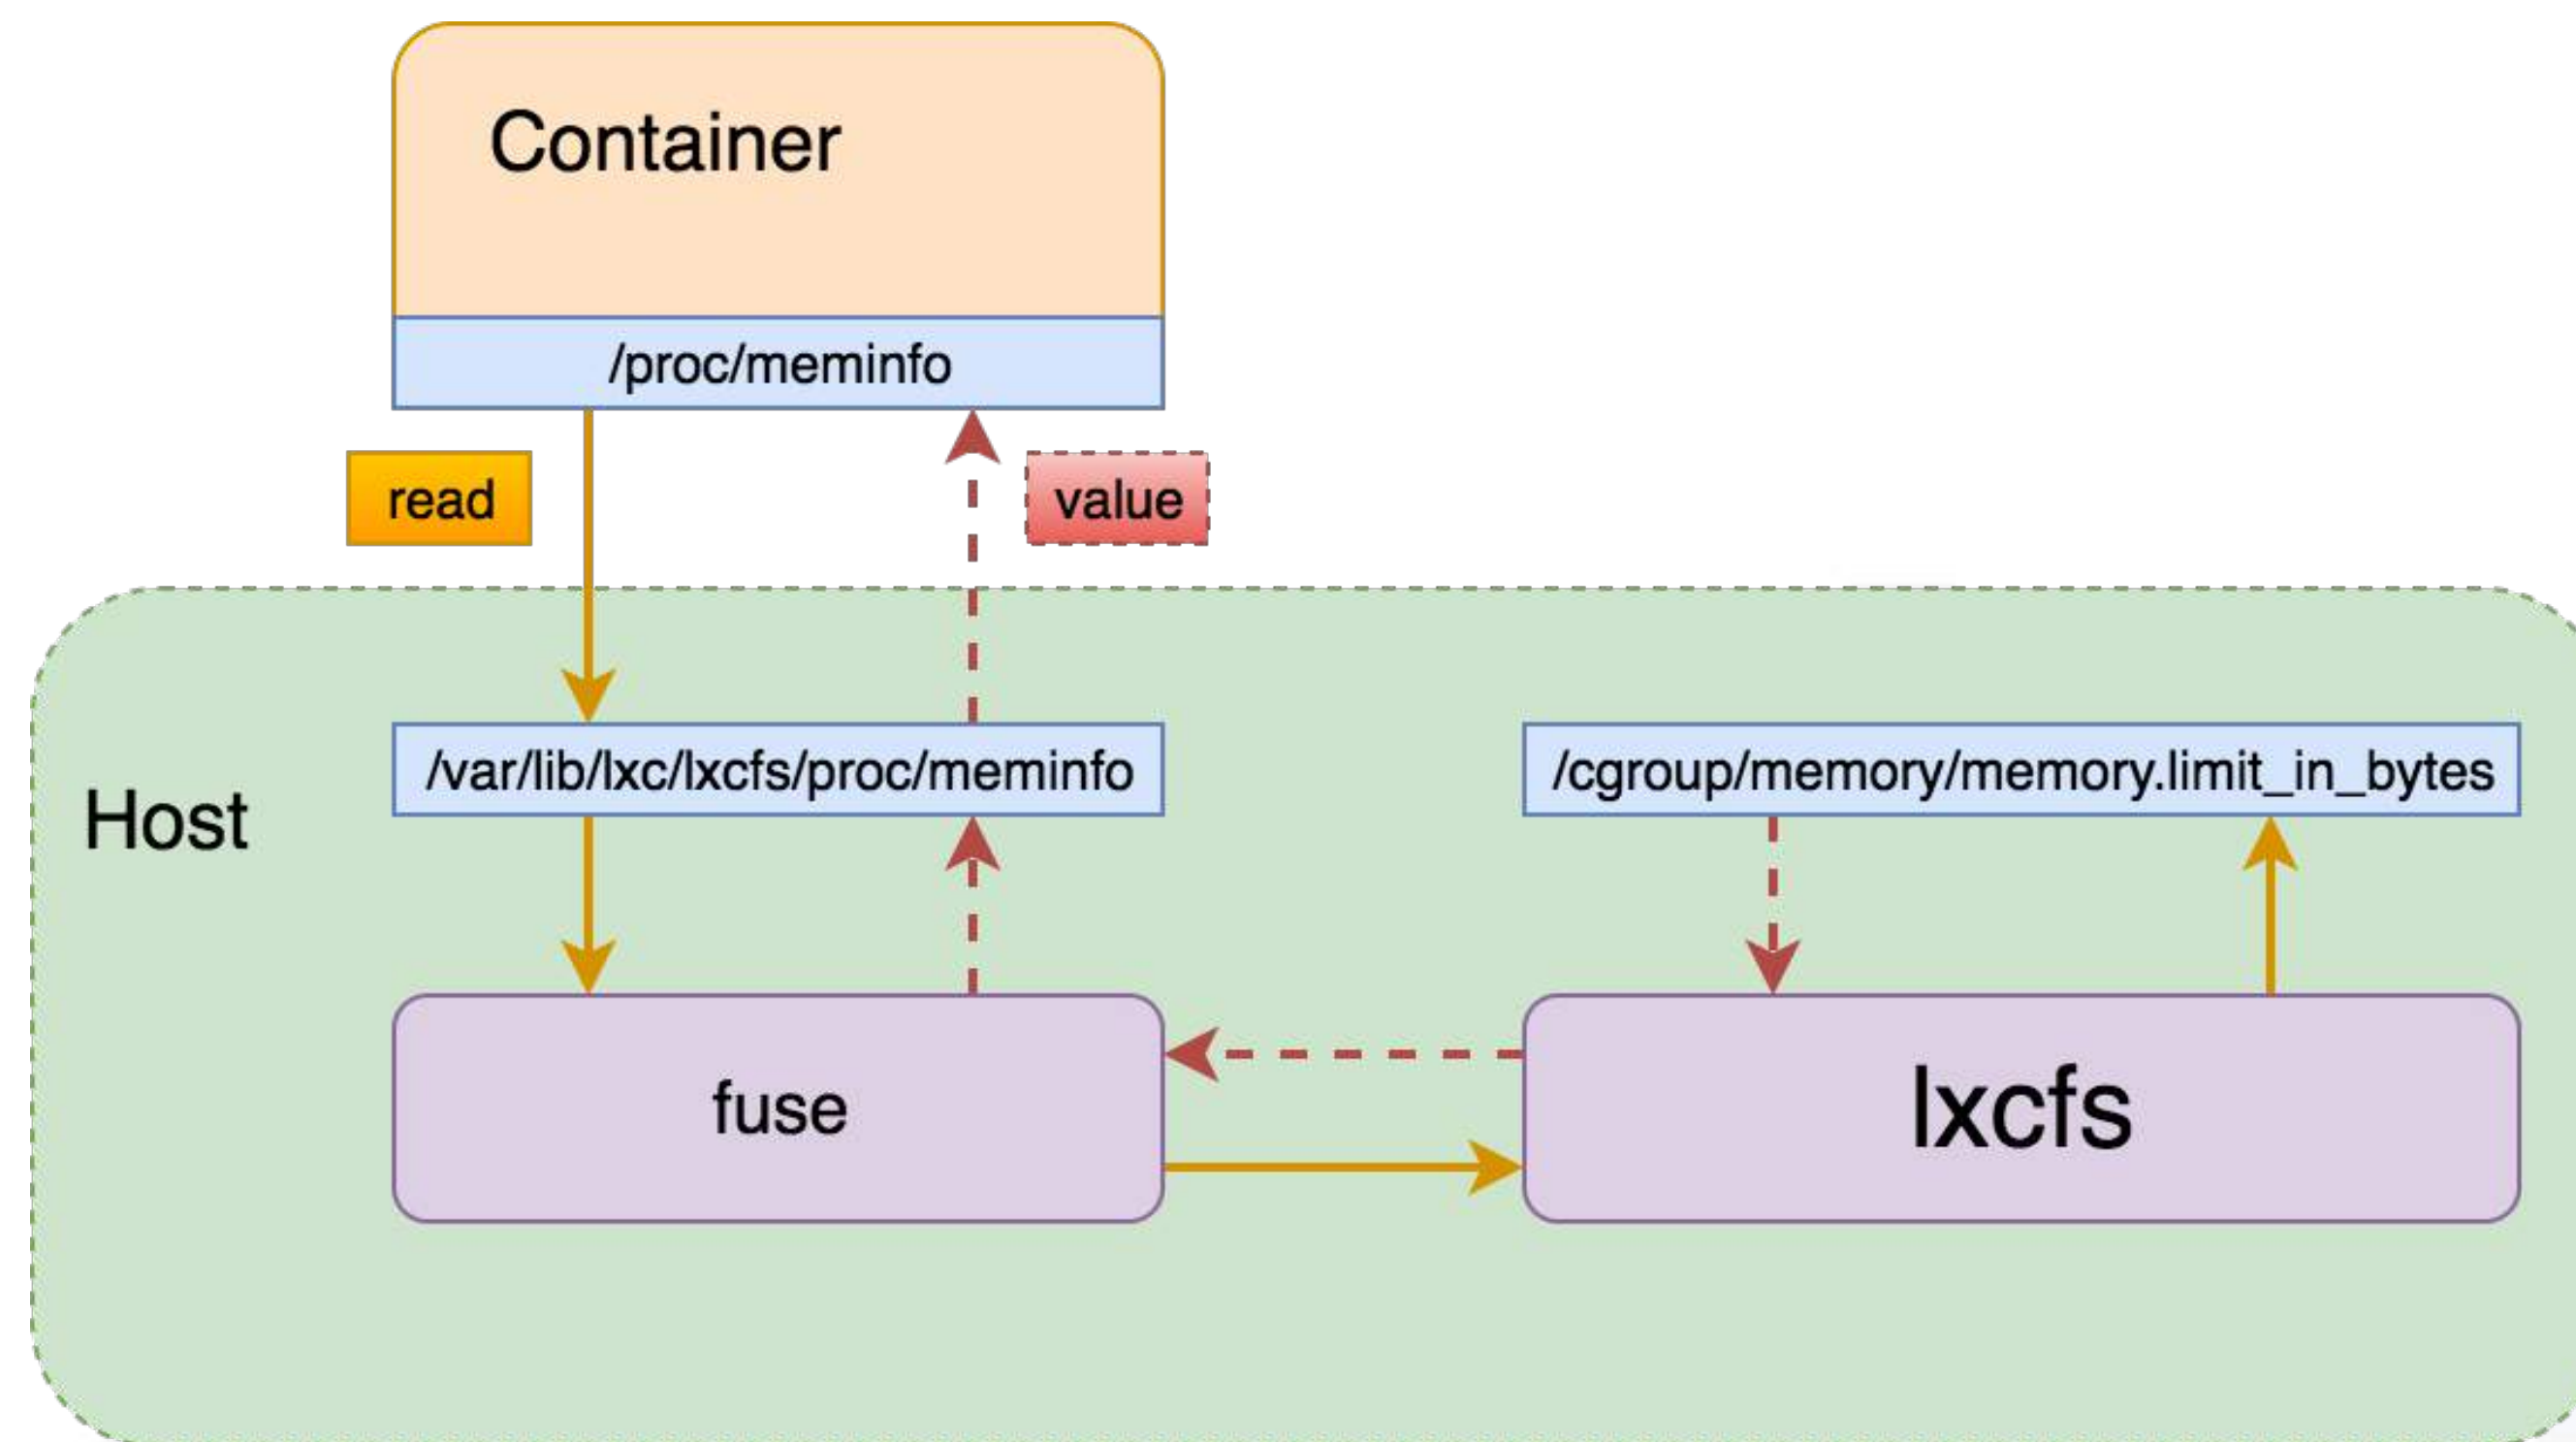 Container
/proc/meminfo
read
value
Host
/var/lib/lxc/lxcfs/proc/meminfo
/cgroup/memory/memory.limit_in_bytes
fuse
lxcfs